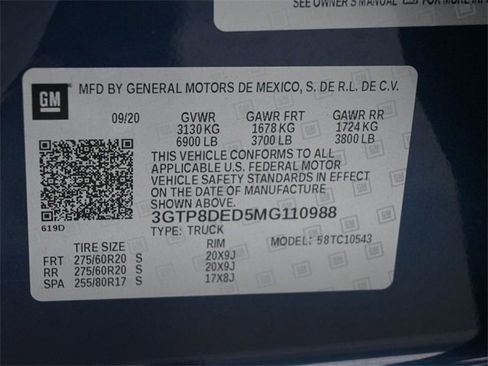 SEE OWNER'S MANUAL FOR MORE
MFD BY GENERAL MOTORS DE MEXICO, S. DE R.L. DE C.V.
GM
09/20 GVWR GAWR FRT GAWR RR
3130 KG 1678 KG 1724 KG
6900 LB 3700 LB 3800 LB
THIS VEHICLE CONFORMS TO ALL
APPLICABLE U.S. FEDERAL MOTOR
VEHICLE SAFETY STANDARDS IN EFFECT
ON THE DATE OF MANUFACTURE
SHOWN ABOVE.
3GTP8DED5MG110988
619D
TYPE: TRUCK MODEL: 58TC10543
TIRE SIZE RIM
FRT 275/60R20 S 20X9J
RR 275/60R20 S 20X9J
SPA 255/80R17 S 17X8J